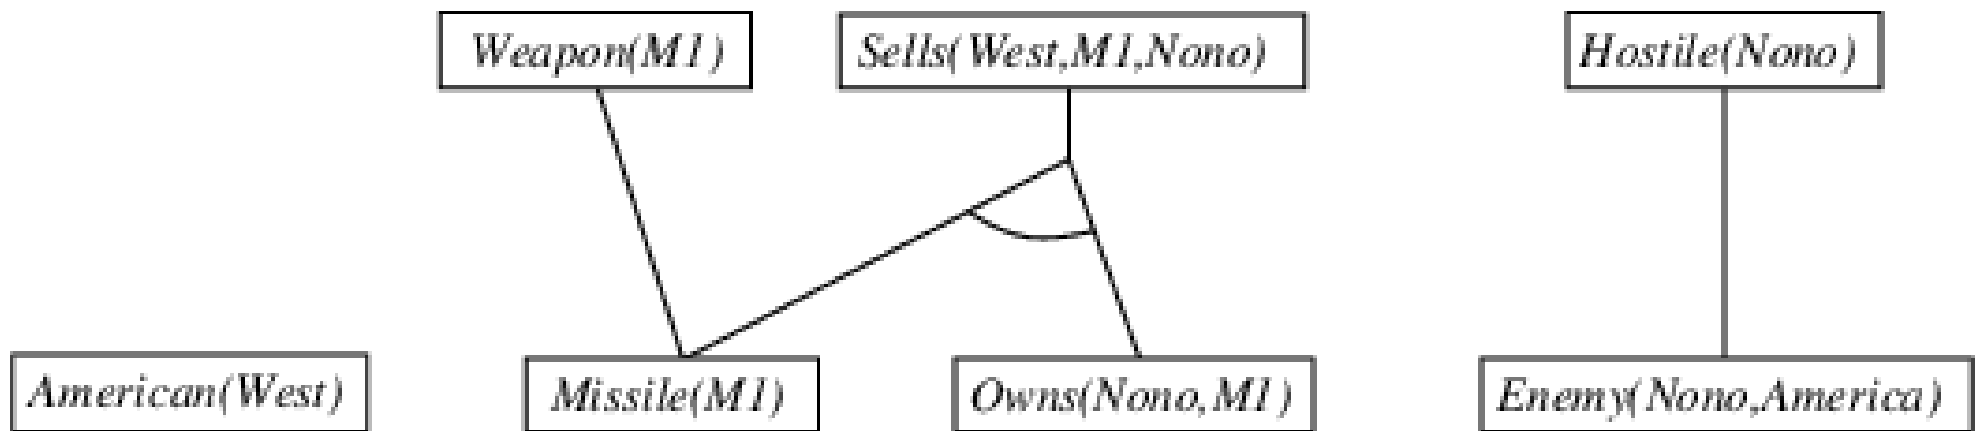 Weapon(M1)
Sells(West,M1,Nono)
Hostile(Nono)
American(West)
Missile(M1)
Owns(Nono,M1)
Enemy(Nono,America)